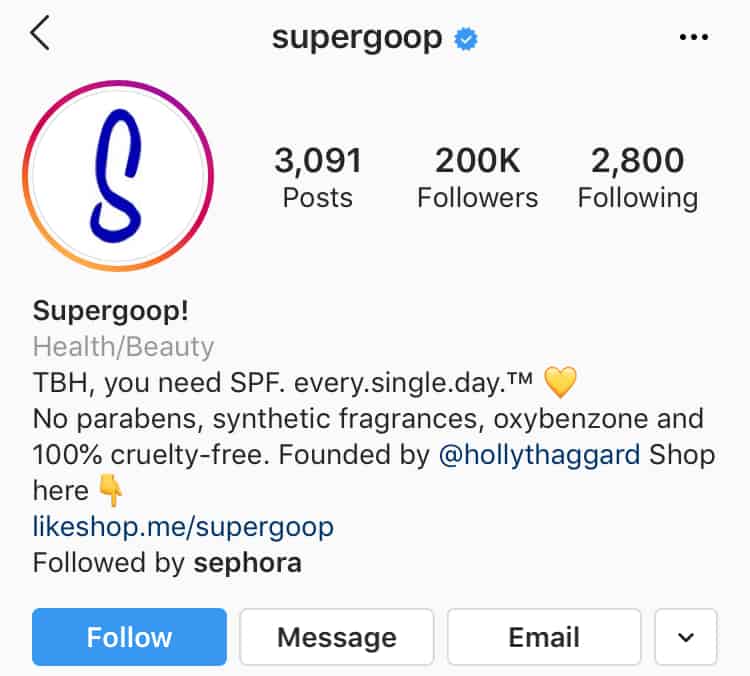 supergoop
3,091 200K 2,800
Posts Followers Following
Supergoop!
Health/Beauty
TBH, you need SPF. every.single.day.™ 💛
No parabens, synthetic fragrances, oxybenzone and
100% cruelty-free. Founded by @hollythaggard Shop
here 👇
likeshop.me/supergoop
Followed by sephora
Follow Message Email